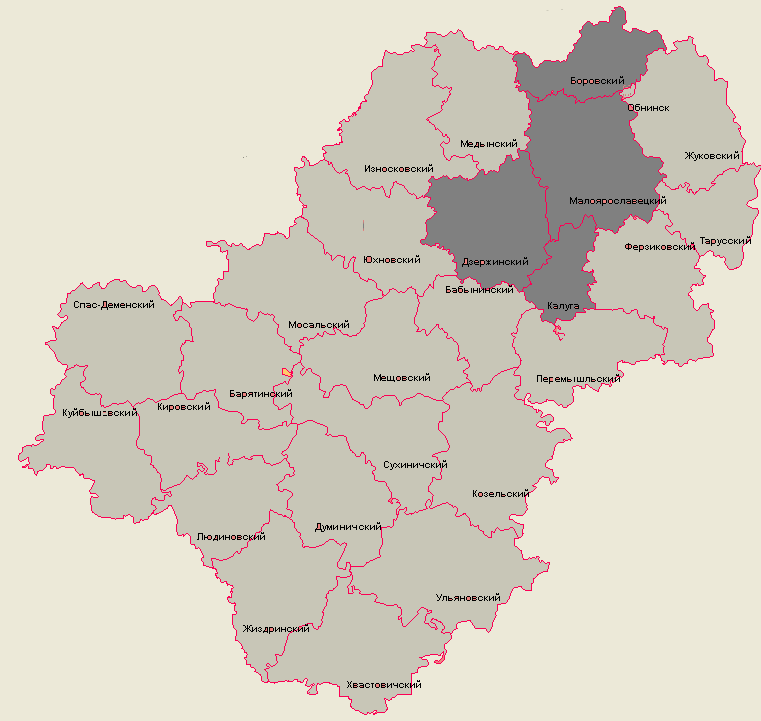 Боровский
Обнинск
Медынский
Жуковский
Износковский
Малоярославецкий
Тарусский
Ферзиковский
Юхновский
Дзержинский
Бабынинский
Спас-Деменский
Калуга
Мосальский
Мещовский
Перемышльский
Барятинский
Кировский
Куйбышевский
Сухиничский
Козельский
Думиничский
Людиновский
Ульяновский
Жиздринский
Хвастовичский